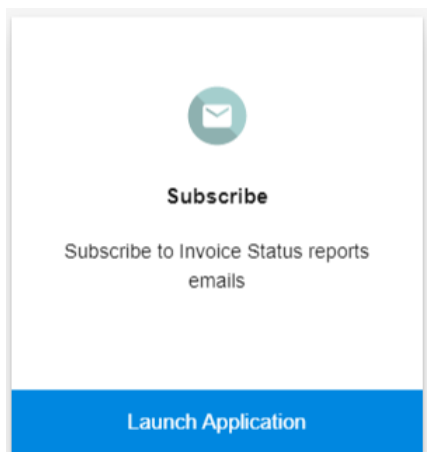 Subscribe
Subscribe to Invoice Status reports
emails
Launch Application